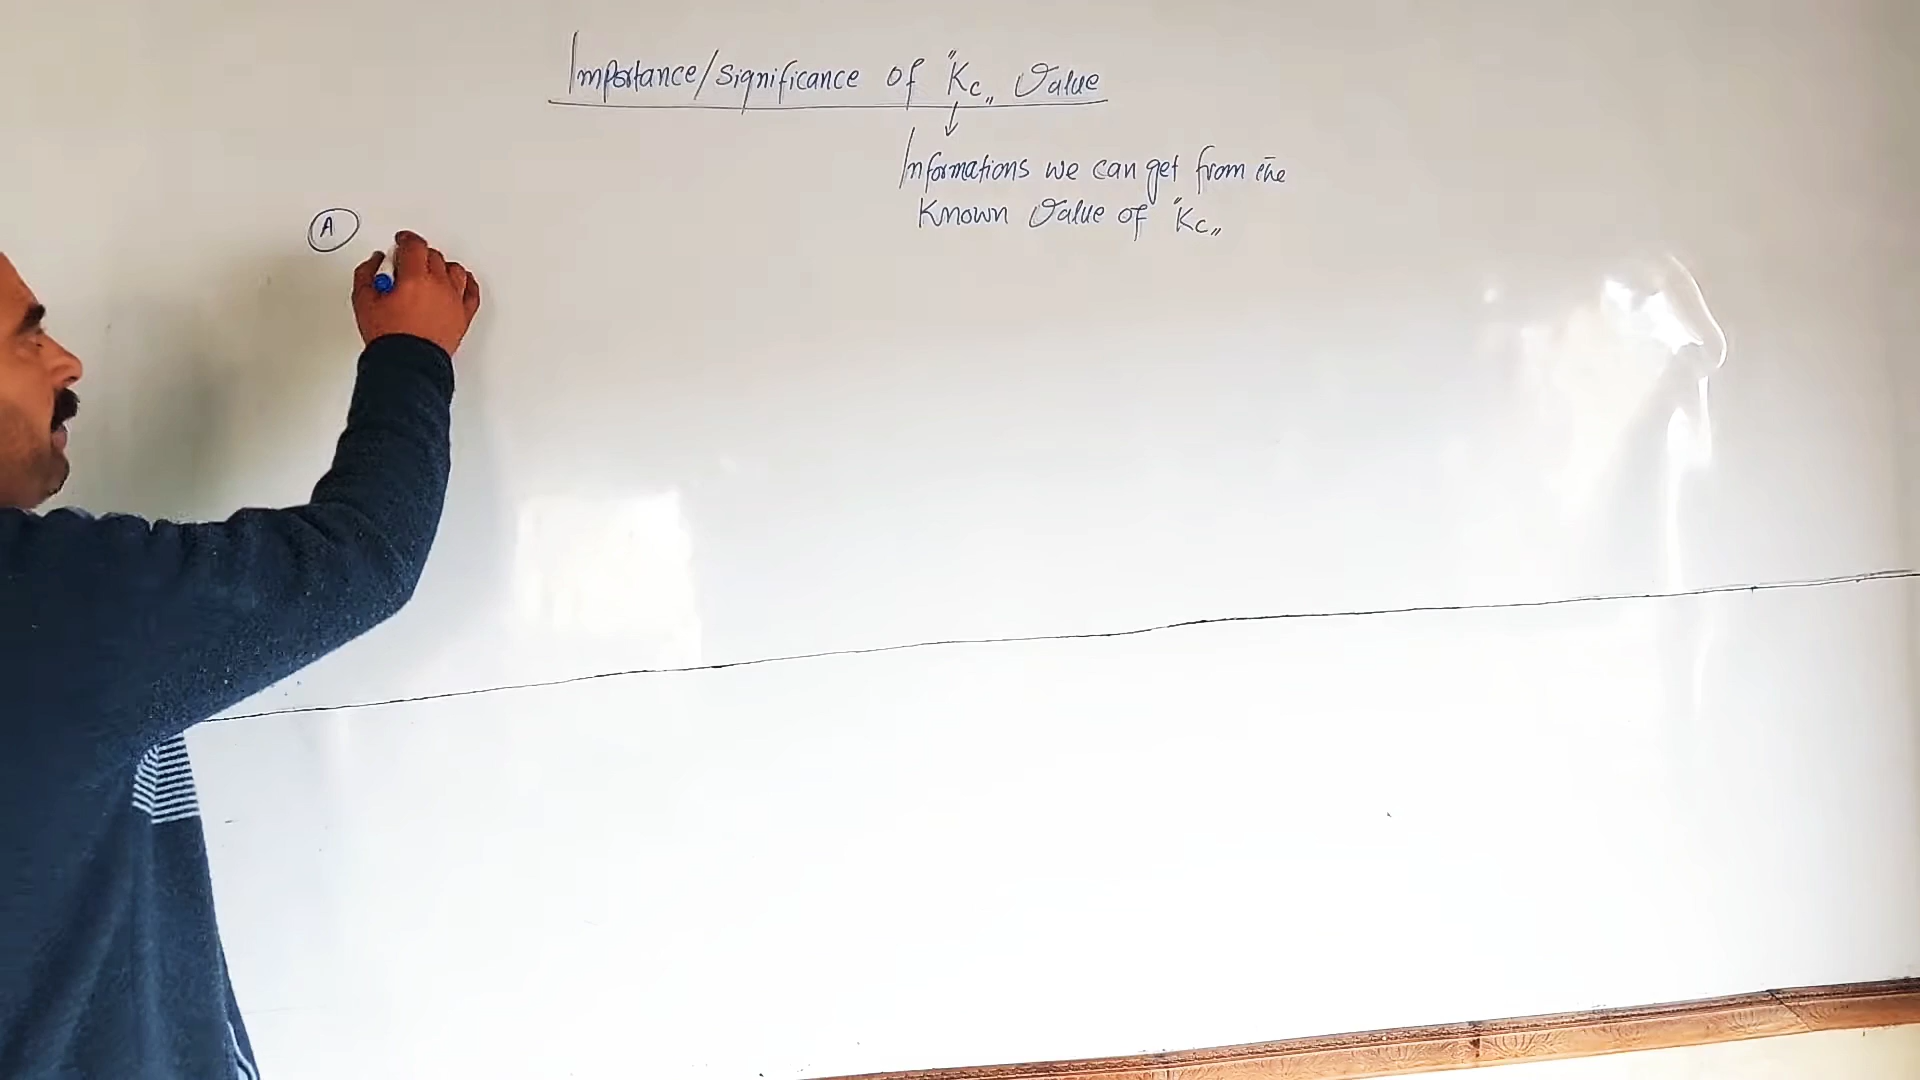 Importance/Significance of "Kc„ Value
Informations we can get from the
Known Value of "Kc„
A